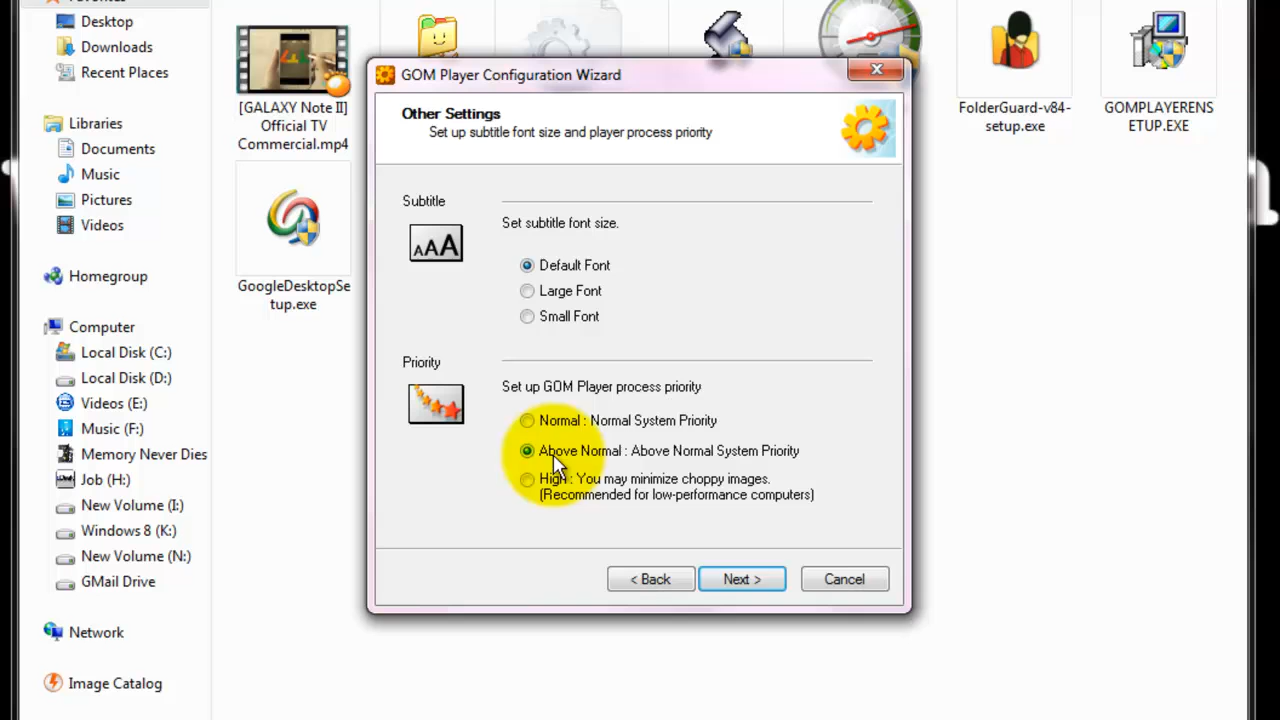 Favorites
Desktop
Downloads
Recent Places
Libraries
Documents
Music
Pictures
Videos
Homegroup
Computer
Local Disk (C:)
Local Disk (D:)
Videos (E:)
Music (F:)
Memory Never Dies
Job (H:)
New Volume (I:)
Windows 8 (K:)
New Volume (N:)
GMail Drive
Network
Image Catalog
[GALAXY Note II]
Official TV
Commercial.mp4
GoogleDesktopSe
tup.exe
FolderGuard-v84-
setup.exe
GOMPLAYERENS
ETUP.EXE
GOM Player Configuration Wizard
Other Settings
Set up subtitle font size and player process priority
Subtitle
AAA
Set subtitle font size.
Default Font
Large Font
Small Font
Priority
Set up GOM Player process priority
Normal : Normal System Priority
Above Normal : Above Normal System Priority
High : You may minimize choppy images.
(Recommended for low-performance computers)
< Back
Next >
Cancel